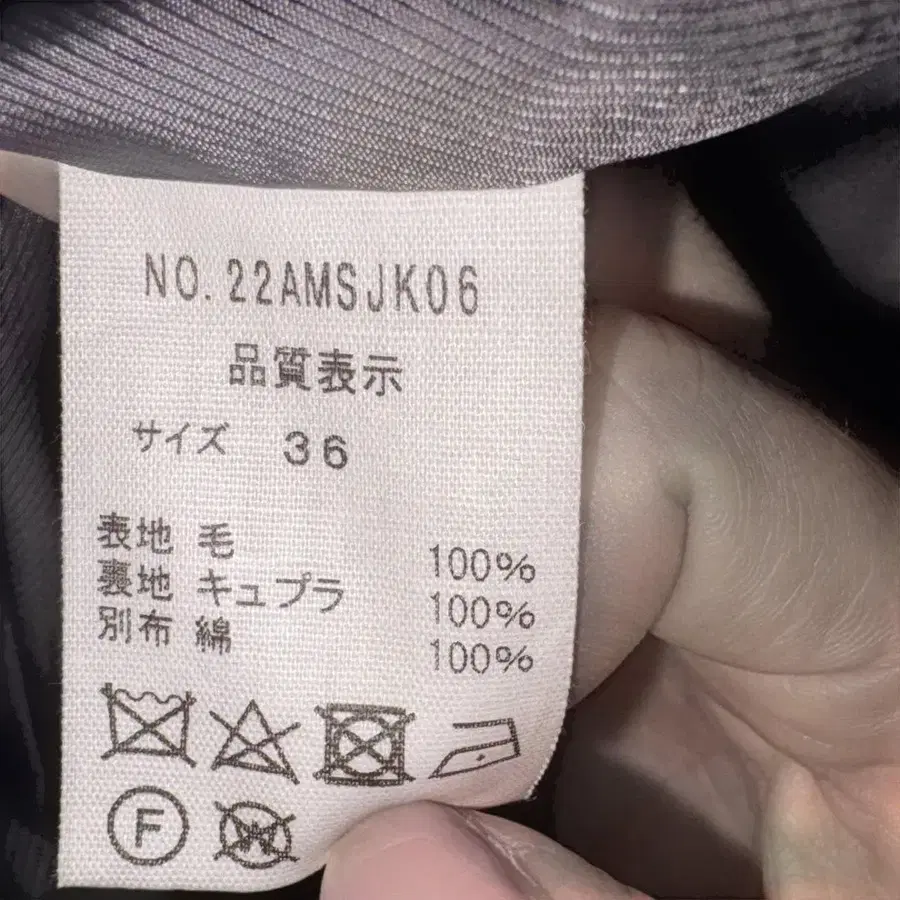 NO.22AMSJK06
品質表示
サイズ 36
表地 毛 100%
裏地 キュプラ 100%
別布 綿 100%
F
W